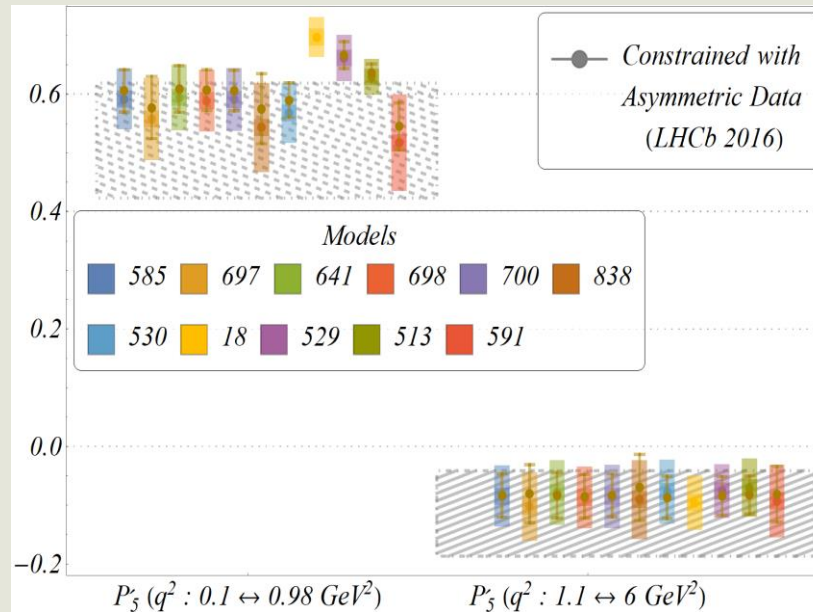 Constrained with
Asymmetric Data
(LHCb 2016)
0.6
0.4
Models
585 697 641 698 700 838
530 18 529 513 591
0.2
0.0
−0.2
P′₅ (q² : 0.1 ↔ 0.98 GeV²) P′₅ (q² : 1.1 ↔ 6 GeV²)